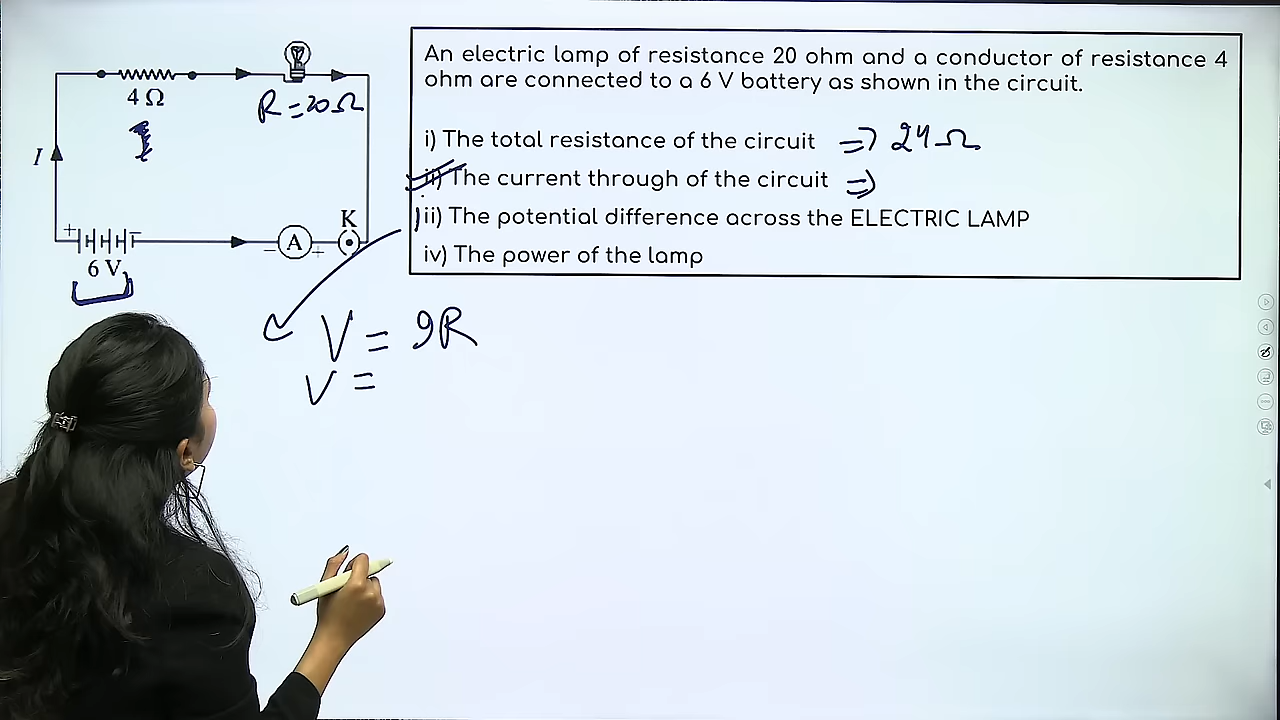 An electric lamp of resistance 20 ohm and a conductor of resistance 4
ohm are connected to a 6 V battery as shown in the circuit.
i) The total resistance of the circuit => 24 Ω
ii) The current through of the circuit =>
iii) The potential difference across the ELECTRIC LAMP
iv) The power of the lamp
4 Ω
R = 20 Ω
I
K
+ −
− A +
6 V
V = IR
V =